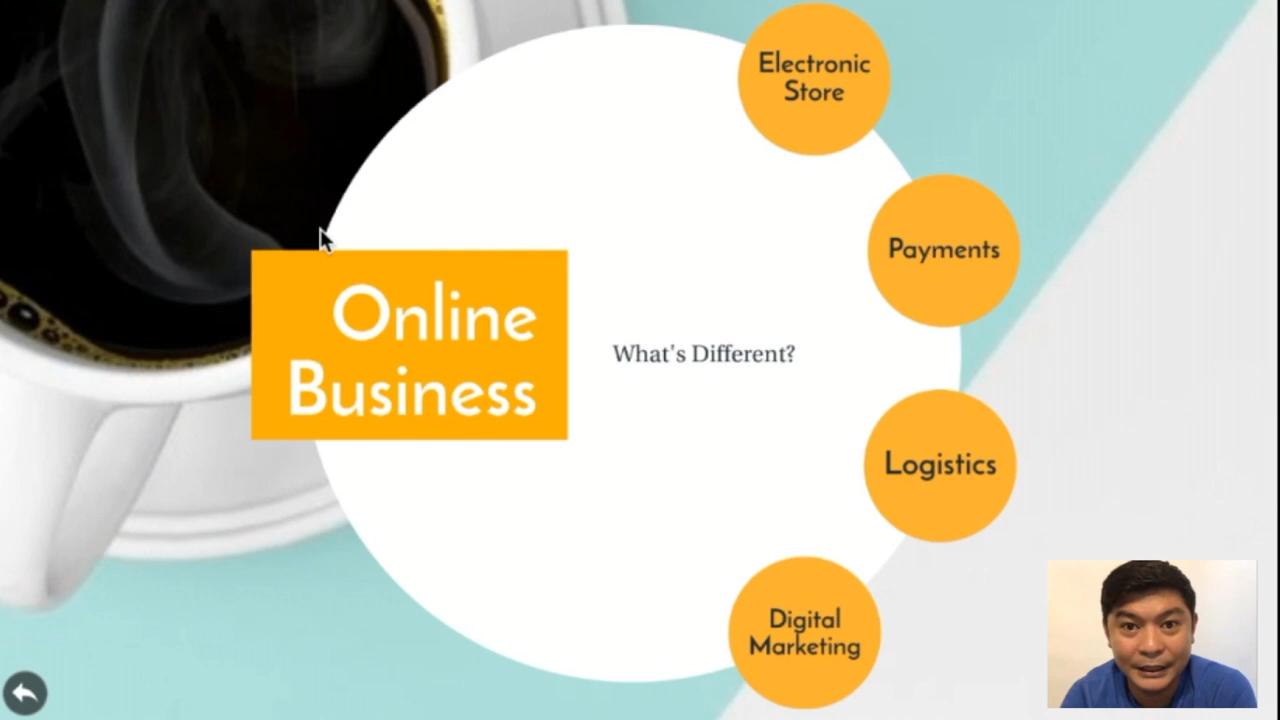 Electronic
Store
Payments
Online
Business
What's Different?
Logistics
Digital
Marketing